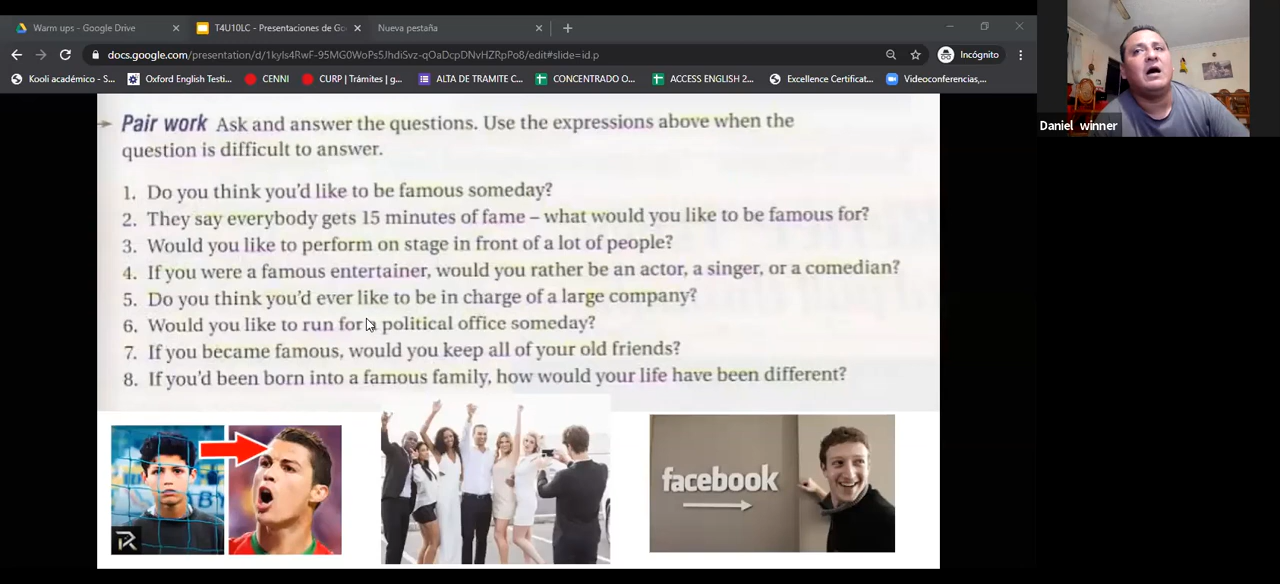 Warm ups - Google Drive
T4U10LC - Presentaciones de Go
Nueva pestaña
docs.google.com/presentation/d/1kyls4RwF-95MG0WoPs5JhdiSvz-qOaDcpDNvHZRpPo8/edit#slide=id.p
Incógnito
Kooli académico - S...
Oxford English Testi...
CENNI
CURP | Trámites | g...
ALTA DE TRAMITE C...
CONCENTRADO O...
ACCESS ENGLISH 2...
Excellence Certificat...
Videoconferencias,...
Pair work Ask and answer the questions. Use the expressions above when the
question is difficult to answer.
1. Do you think you'd like to be famous someday?
2. They say everybody gets 15 minutes of fame – what would you like to be famous for?
3. Would you like to perform on stage in front of a lot of people?
4. If you were a famous entertainer, would you rather be an actor, a singer, or a comedian?
5. Do you think you'd ever like to be in charge of a large company?
6. Would you like to run for a political office someday?
7. If you became famous, would you keep all of your old friends?
8. If you'd been born into a famous family, how would your life have been different?
facebook
Daniel winner